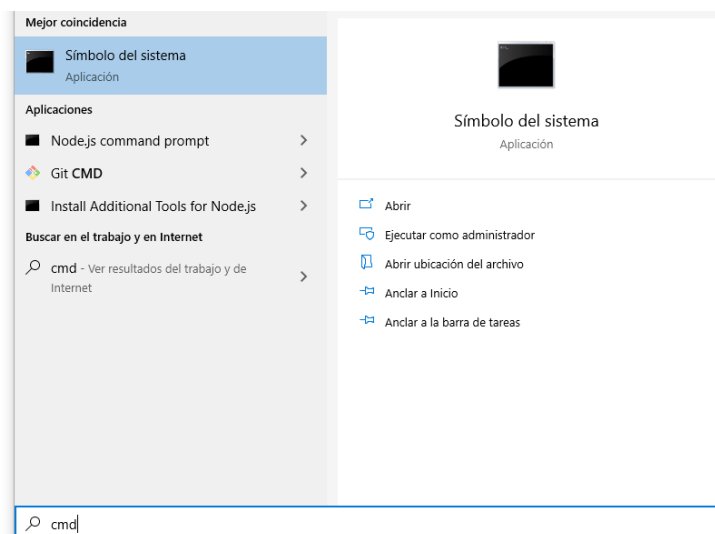 Mejor coincidencia
Símbolo del sistema
Aplicación
Aplicaciones
Node.js command prompt
Git CMD
Install Additional Tools for Node.js
Buscar en el trabajo y en Internet
cmd - Ver resultados del trabajo y de
Internet
Símbolo del sistema
Aplicación
Abrir
Ejecutar como administrador
Abrir ubicación del archivo
Anclar a Inicio
Anclar a la barra de tareas
cmd